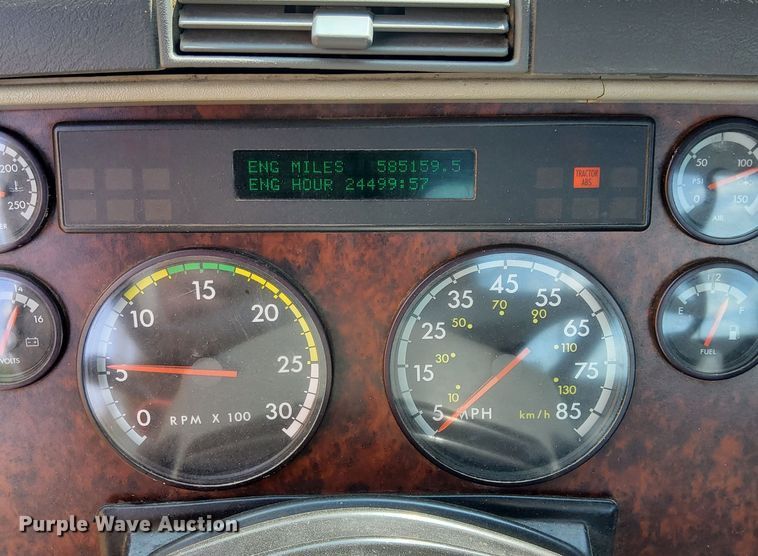 ENG MILES 585159.5
ENG HOUR 24499:57
TRACTOR
ABS
200
250
50 100
PSI
0 150
AIR
14
16
VOLTS
15
10 20
5 25
0 30
RPM X 100
45
35 55
70
50 90
25 65
30 110
15 85
10 130
5 MPH km/h 85
1/2
E F
FUEL
Purple Wave Auction